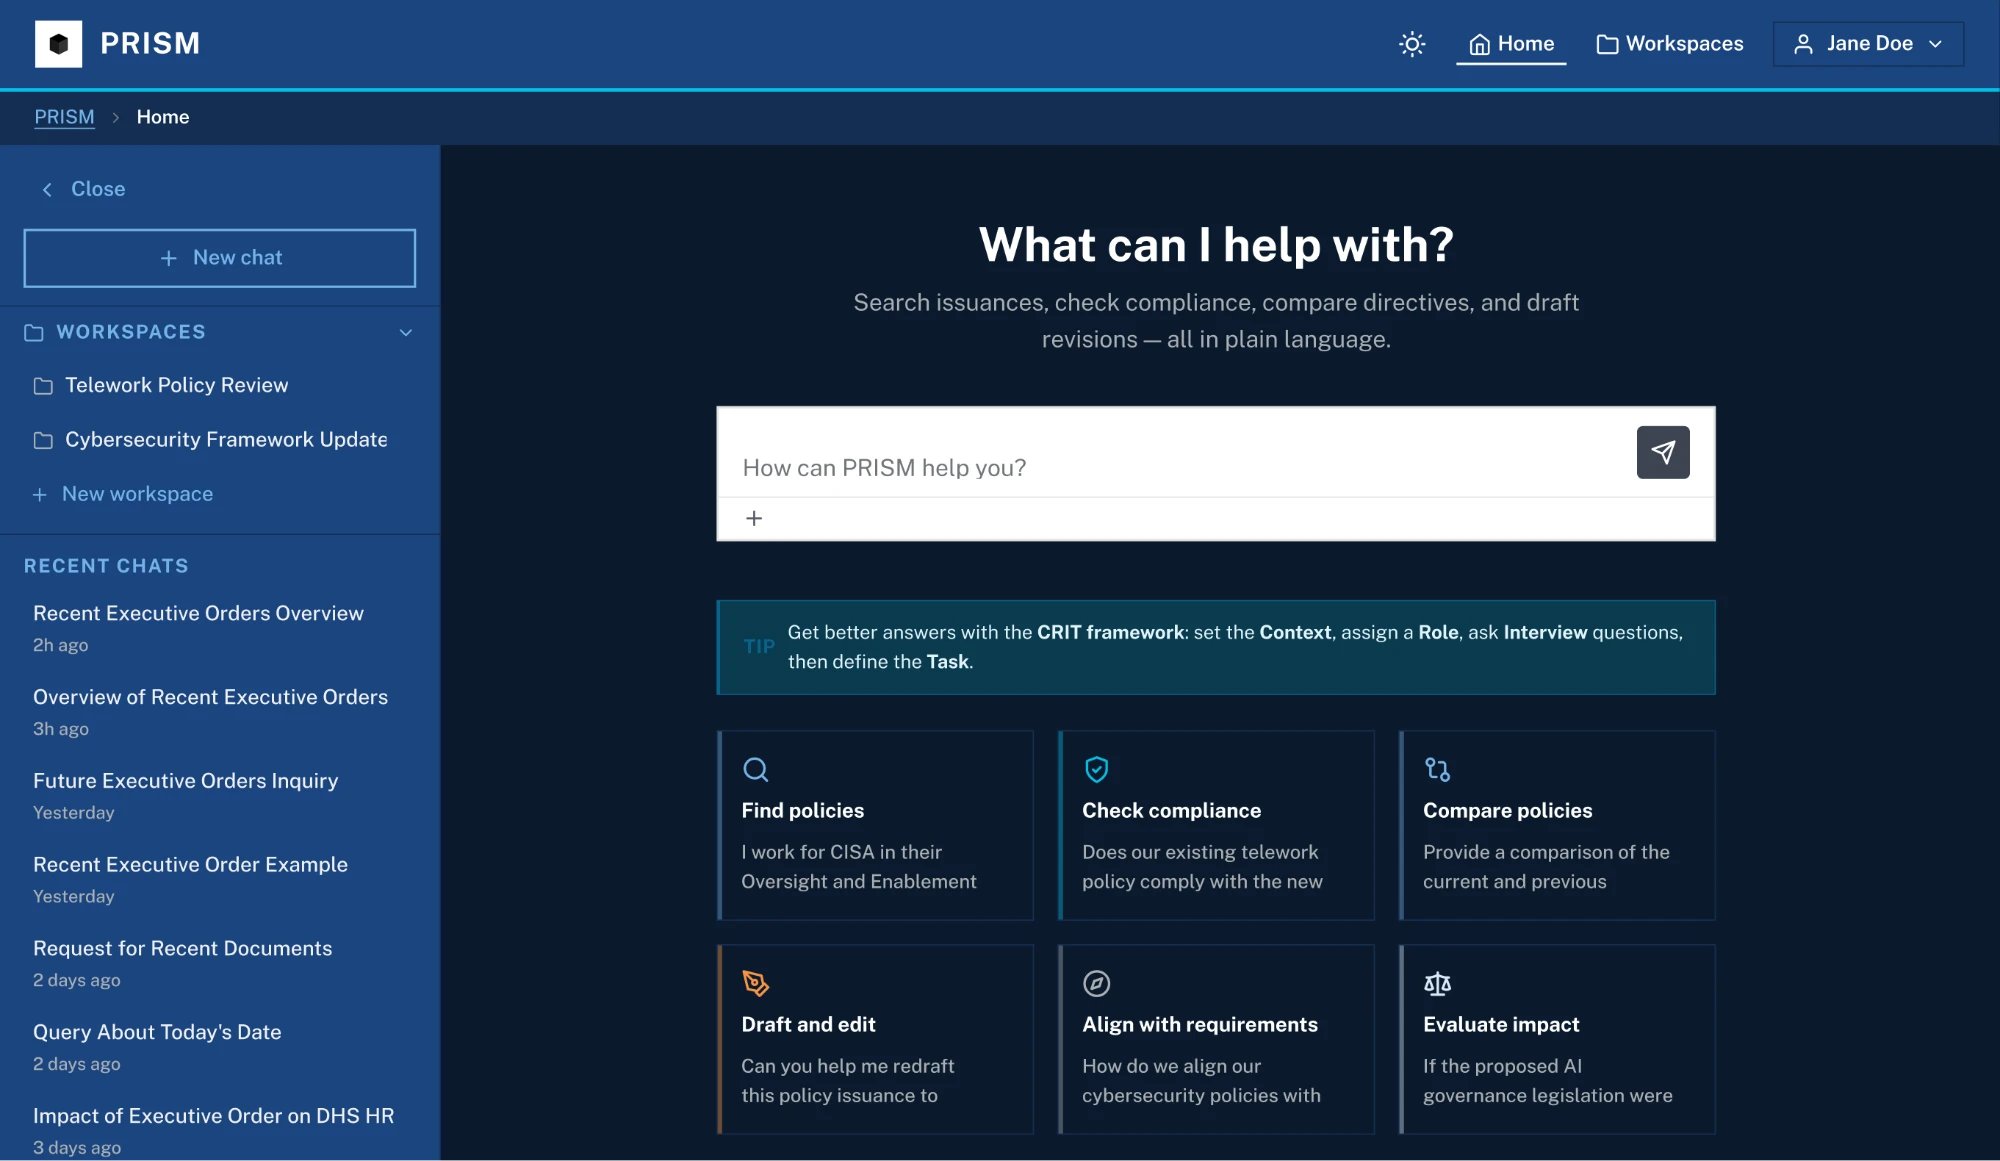 PRISM
Home
Workspaces
Jane Doe
PRISM
Home
Close
New chat
WORKSPACES
Telework Policy Review
Cybersecurity Framework Update
New workspace
RECENT CHATS
Recent Executive Orders Overview
2h ago
Overview of Recent Executive Orders
3h ago
Future Executive Orders Inquiry
Yesterday
Recent Executive Order Example
Yesterday
Request for Recent Documents
2 days ago
Query About Today's Date
2 days ago
Impact of Executive Order on DHS HR
3 days ago
What can I help with?
Search issuances, check compliance, compare directives, and draft
revisions — all in plain language.
How can PRISM help you?
TIP
Get better answers with the CRIT framework: set the Context, assign a Role, ask Interview questions,
then define the Task.
Find policies
I work for CISA in their
Oversight and Enablement
Check compliance
Does our existing telework
policy comply with the new
Compare policies
Provide a comparison of the
current and previous
Draft and edit
Can you help me redraft
this policy issuance to
Align with requirements
How do we align our
cybersecurity policies with
Evaluate impact
If the proposed AI
governance legislation were